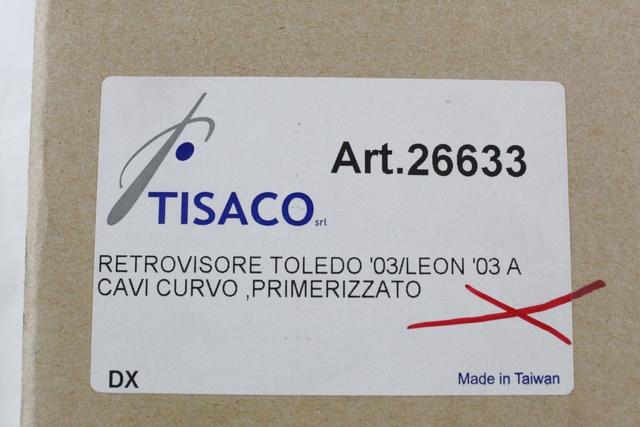 Art.26633
TISACO srl
RETROVISORE TOLEDO '03/LEON '03 A
CAVI CURVO ,PRIMERIZZATO
DX
Made in Taiwan